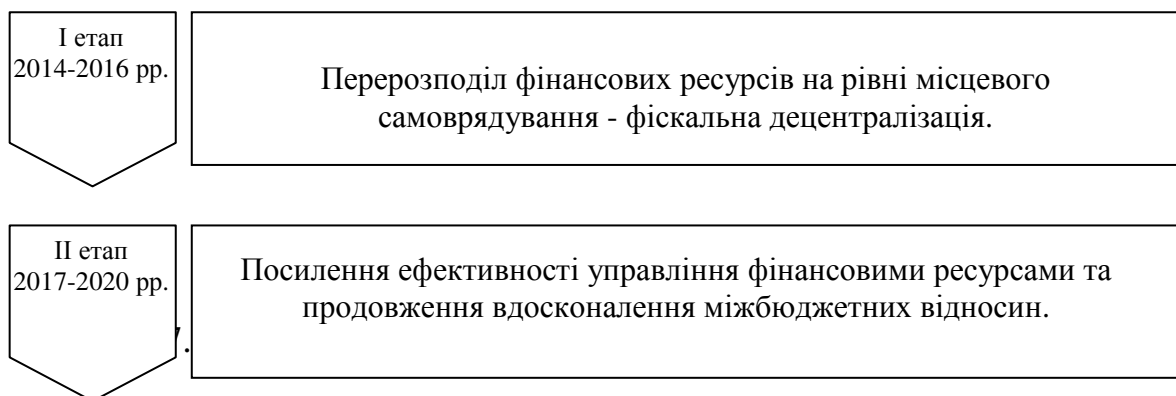 І етап
2014-2016 рр.
Перерозподіл фінансових ресурсів на рівні місцевого
самоврядування - фіскальна децентралізація.
ІІ етап
2017-2020 рр.
Посилення ефективності управління фінансовими ресурсами та
продовження вдосконалення міжбюджетних відносин.